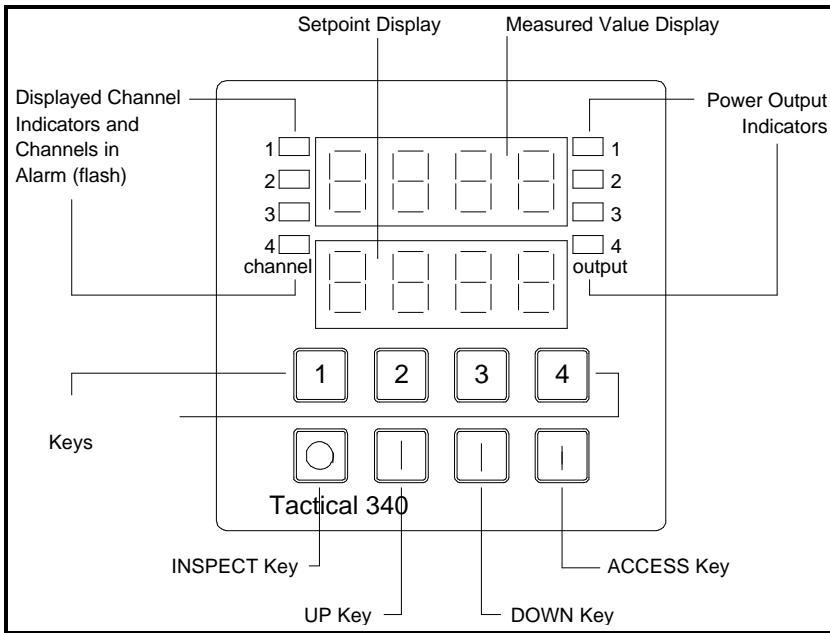 Setpoint Display
Measured Value Display
Displayed Channel
Indicators and
Channels in
Alarm (flash)
Power Output
Indicators
1
2
3
4
channel
1
2
3
4
output
1 2 3 4
Keys
Tactical 340
INSPECT Key
ACCESS Key
UP Key
DOWN Key